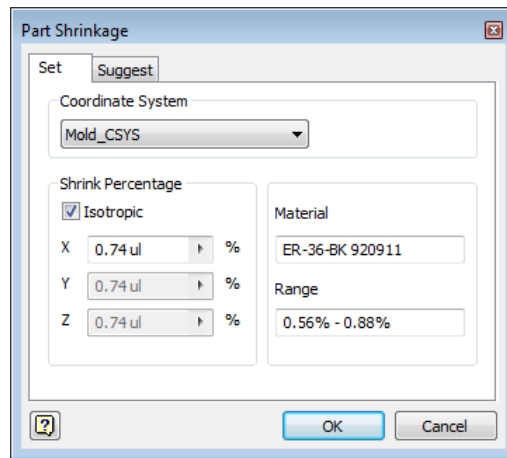 Part Shrinkage
Set Suggest
Coordinate System
Mold_CSYS
Shrink Percentage
Isotropic
X 0.74 ul %
Y 0.74 ul %
Z 0.74 ul %
Material
ER-36-BK 920911
Range
0.56% - 0.88%
OK Cancel